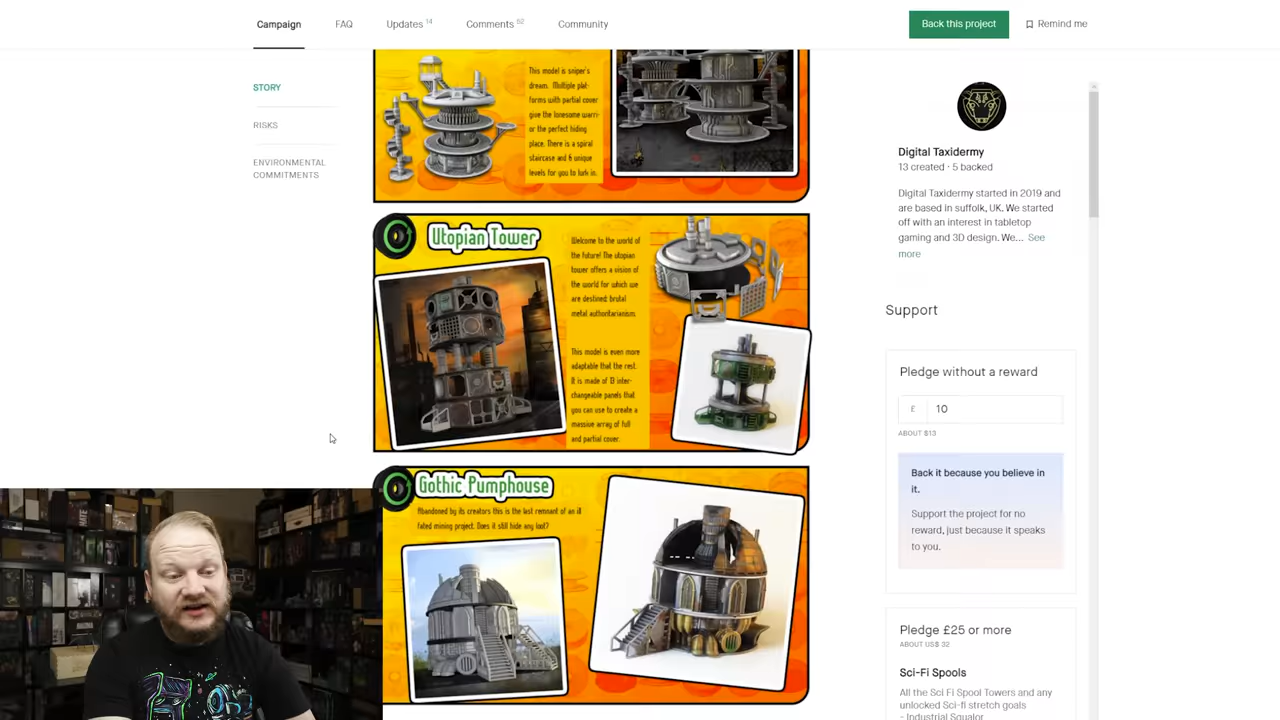 Campaign
FAQ
Updates 14
Comments 52
Community
Back this project
Remind me
STORY
RISKS
ENVIRONMENTAL
COMMITMENTS
This model is sniper's
dream. Multiple plat-
forms with partial cover
give the lonesome warri-
or the perfect hiding
place. There is a spiral
staircase and 6 unique
levels for you to lurk in.
Utopian Tower
Welcome to the world of
the future! The utopian
tower offers a vision of
the world for which we
are destined: brutal
metal authoritarianism.
This model is even more
adaptable that the rest.
It is made of 13 inter-
changeable panels that
you can use to create a
massive array of full
and partial cover.
Gothic Pumphouse
Abandoned by its creators this is the last remnant of an ill
fated mining project. Does it still hide any loot?
Digital Taxidermy
13 created · 5 backed
Digital Taxidermy started in 2019 and
are based in suffolk, UK. We started
off with an interest in tabletop
gaming and 3D design. We... See
more
Support
Pledge without a reward
£ 10
ABOUT $13
Back it because you believe in
it.
Support the project for no
reward, just because it speaks
to you.
Pledge £25 or more
ABOUT US$ 32
Sci-Fi Spools
All the Sci Fi Spool Towers and any
unlocked Sci-fi stretch goals
- Industrial Squalor